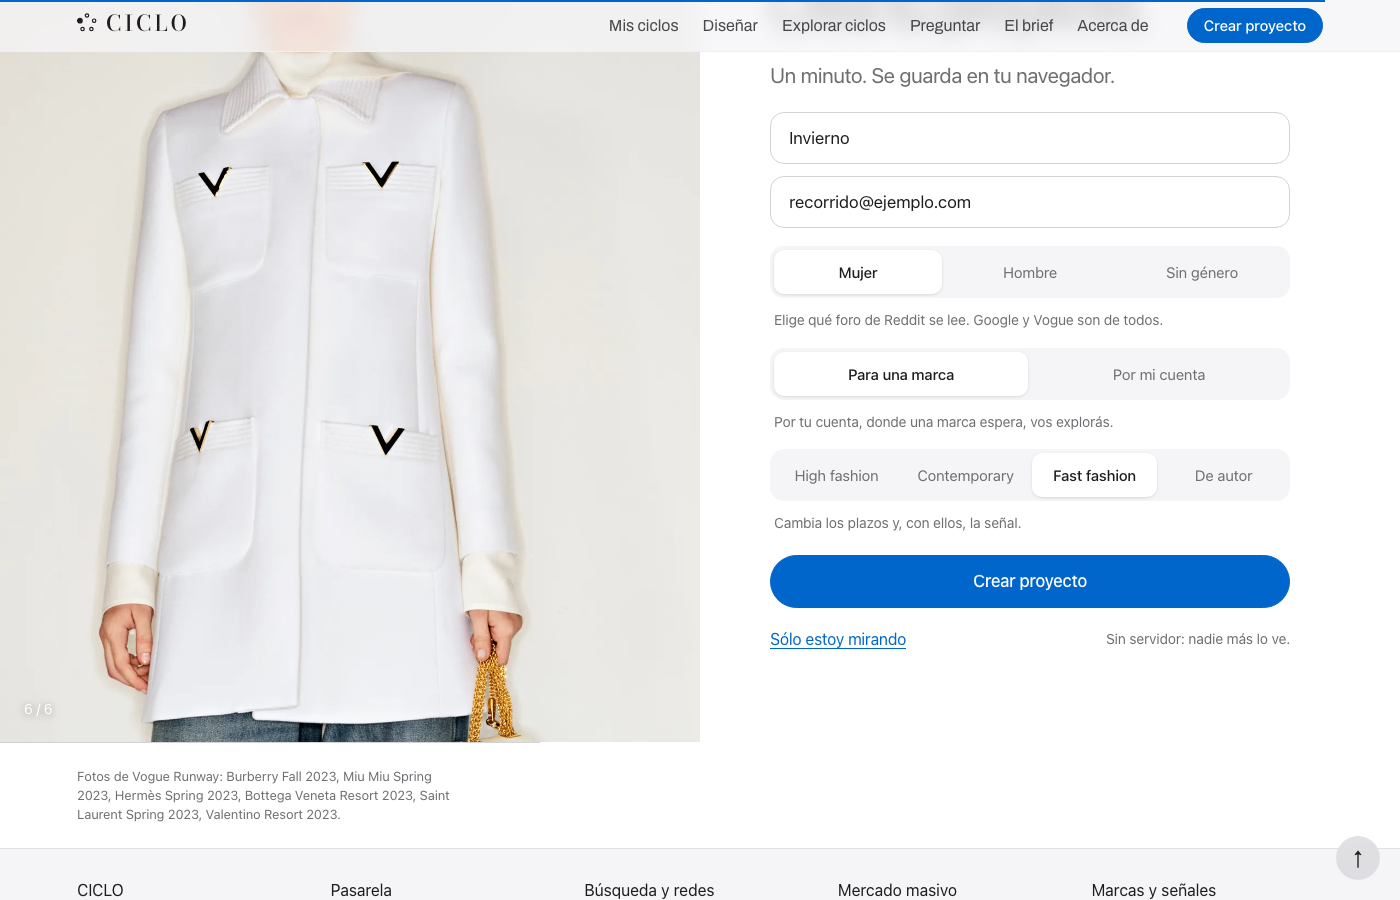 CICLO
Mis ciclos
Diseñar
Explorar ciclos
Preguntar
El brief
Acerca de
Crear proyecto
Un minuto. Se guarda en tu navegador.
Invierno
recorrido@ejemplo.com
Mujer
Hombre
Sin género
Elige qué foro de Reddit se lee. Google y Vogue son de todos.
Para una marca
Por mi cuenta
Por tu cuenta, donde una marca espera, vos explorás.
High fashion
Contemporary
Fast fashion
De autor
Cambia los plazos y, con ellos, la señal.
Crear proyecto
Sólo estoy mirando
Sin servidor: nadie más lo ve.
6 / 6
Fotos de Vogue Runway: Burberry Fall 2023, Miu Miu Spring
2023, Hermès Spring 2023, Bottega Veneta Resort 2023, Saint
Laurent Spring 2023, Valentino Resort 2023.
CICLO
Pasarela
Búsqueda y redes
Mercado masivo
Marcas y señales